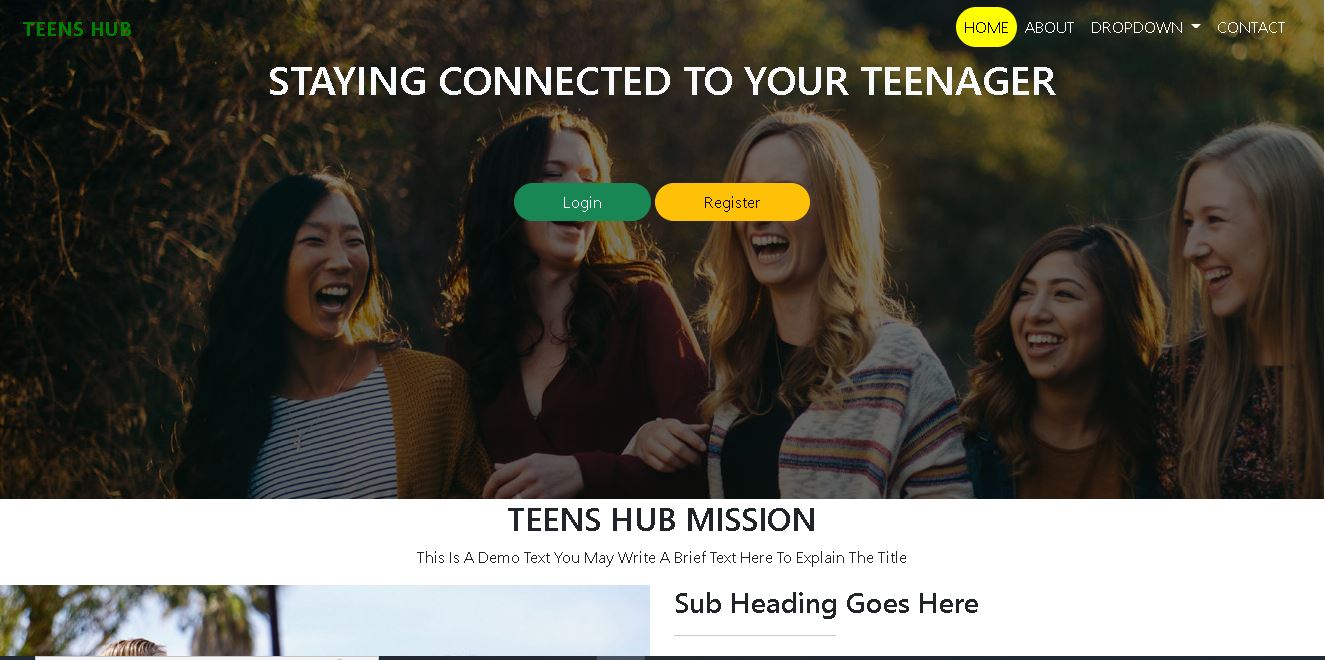 TEENS HUB
HOME ABOUT DROPDOWN CONTACT
STAYING CONNECTED TO YOUR TEENAGER
Login Register
TEENS HUB MISSION
This Is A Demo Text You May Write A Brief Text Here To Explain The Title
Sub Heading Goes Here